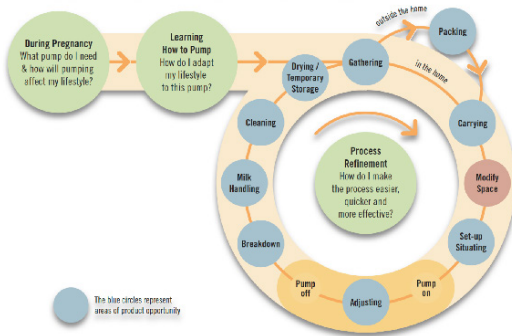 During Pregnancy
What pump do I need
& how will pumping
affect my lifestyle?
Learning
How to Pump
How do I adapt
my lifestyle
to this pump?
Drying /
Temporary
Storage
Gathering
outside the home
Packing
in the home
Carrying
Cleaning
Process
Refinement
How do I make
the process easier,
quicker and
more effective?
Milk
Handling
Modify
Space
Breakdown
Set-up
Situating
Pump
off
Adjusting
Pump
on
The blue circles represent
areas of product opportunity